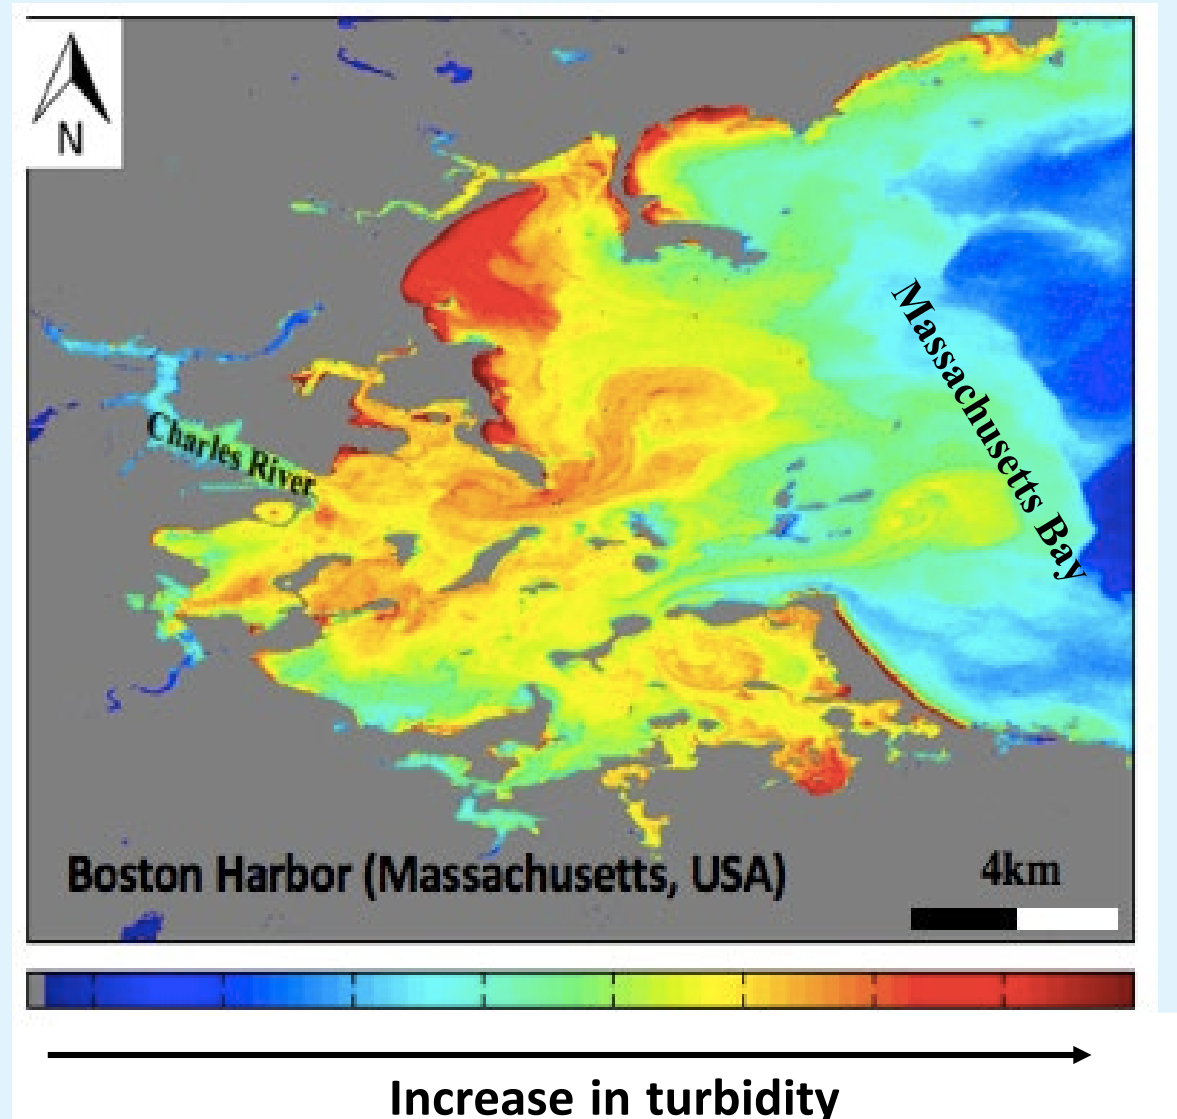 N
Massachusetts Bay
Charles River
Boston Harbor (Massachusetts, USA)
4km
Increase in turbidity